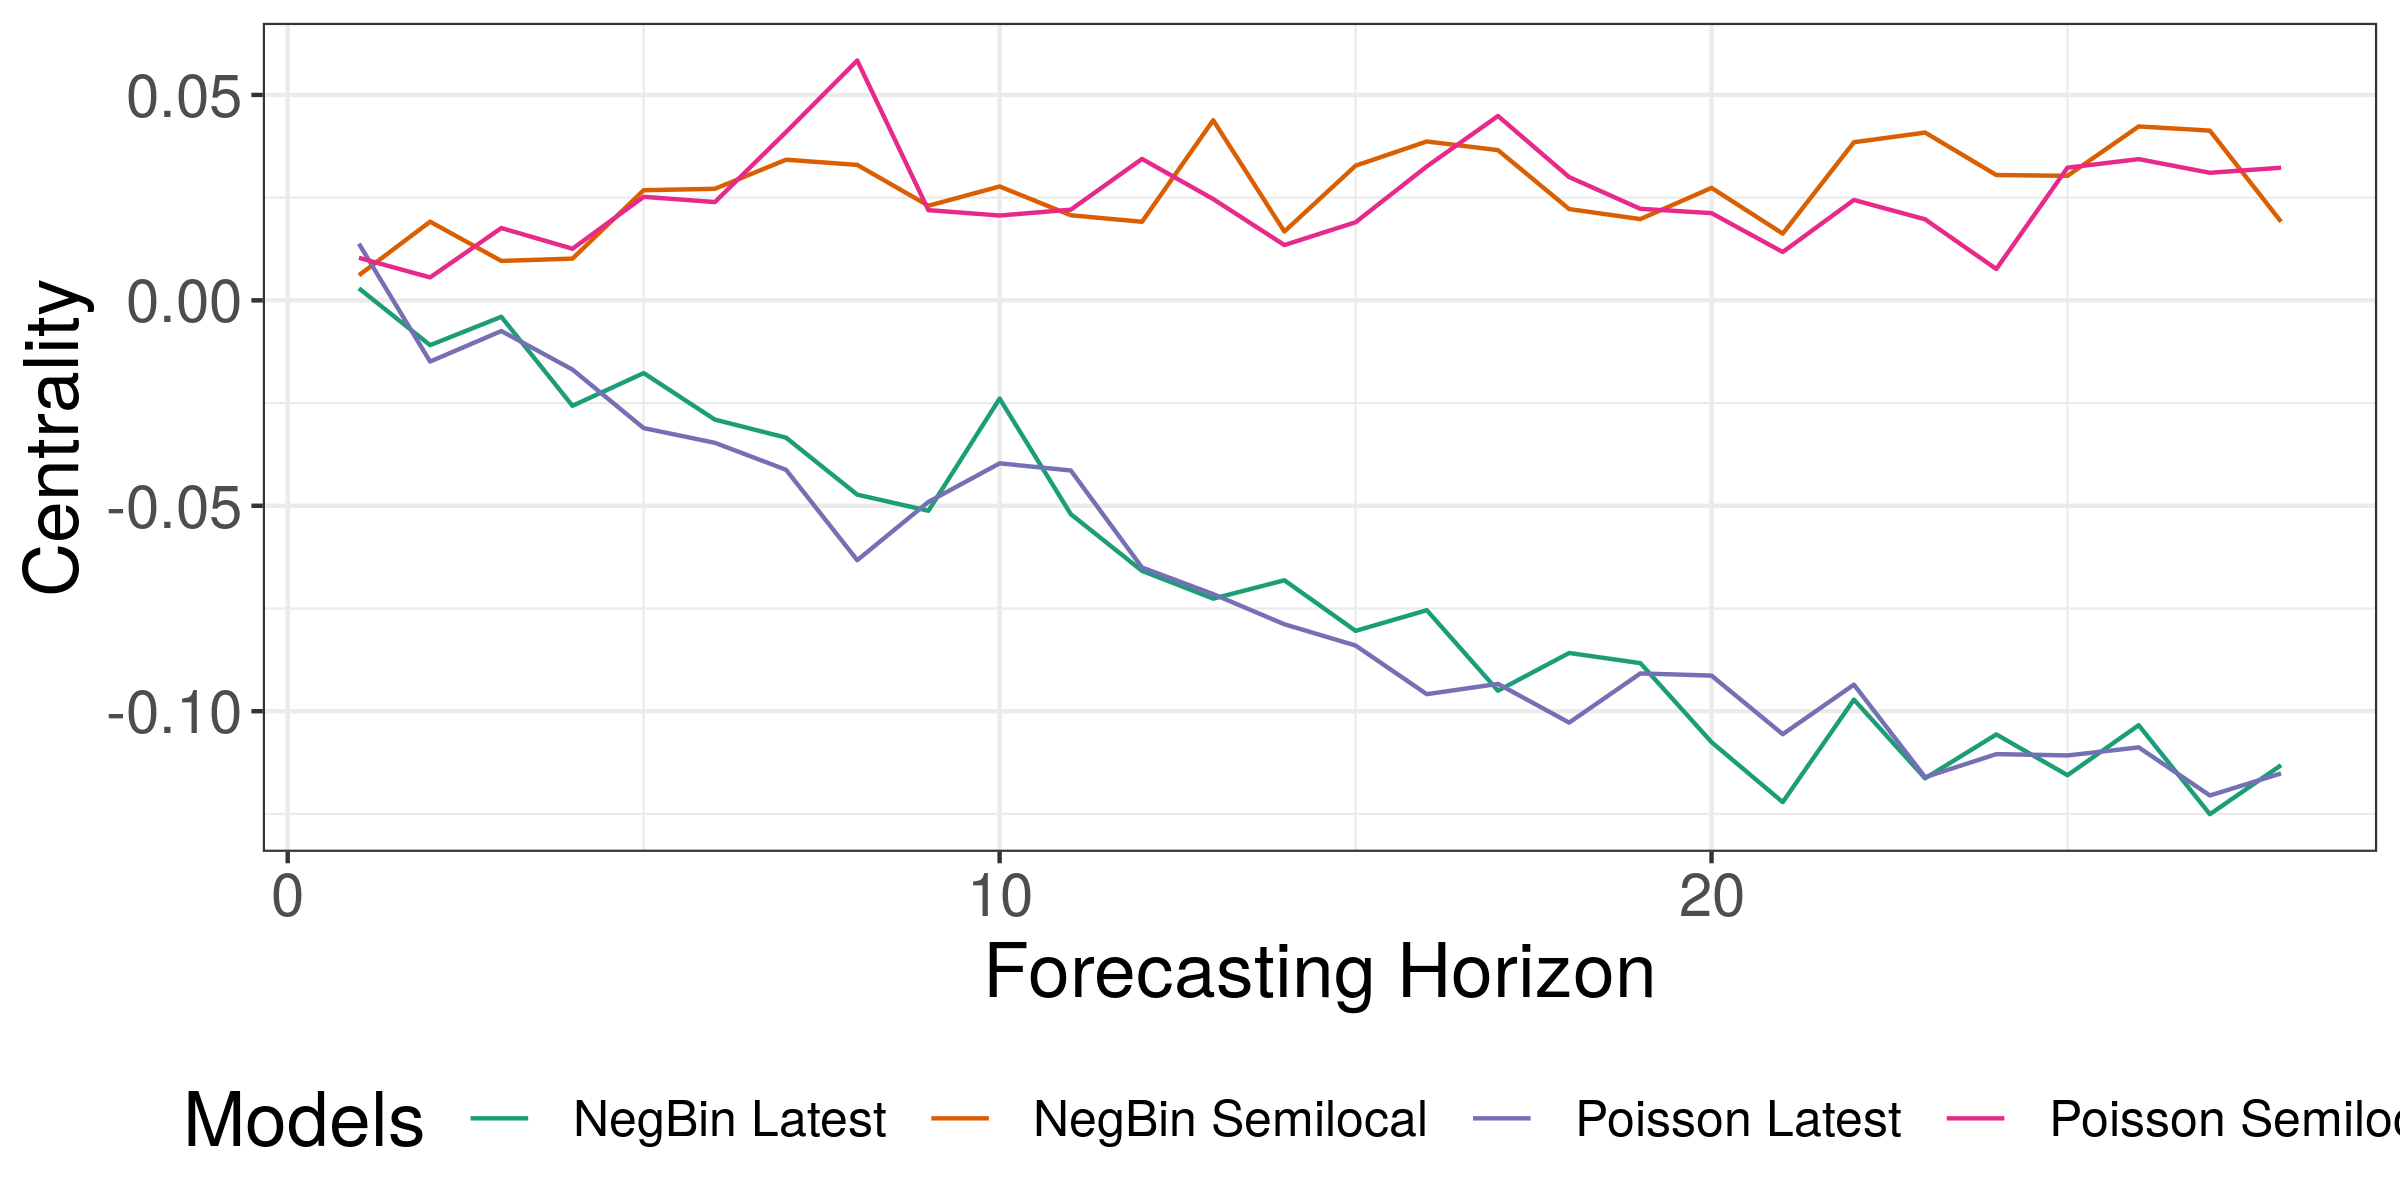 Centrality
0.05
0.00
-0.05
-0.10
0 10 20
Forecasting Horizon
Models NegBin Latest NegBin Semilocal Poisson Latest Poisson